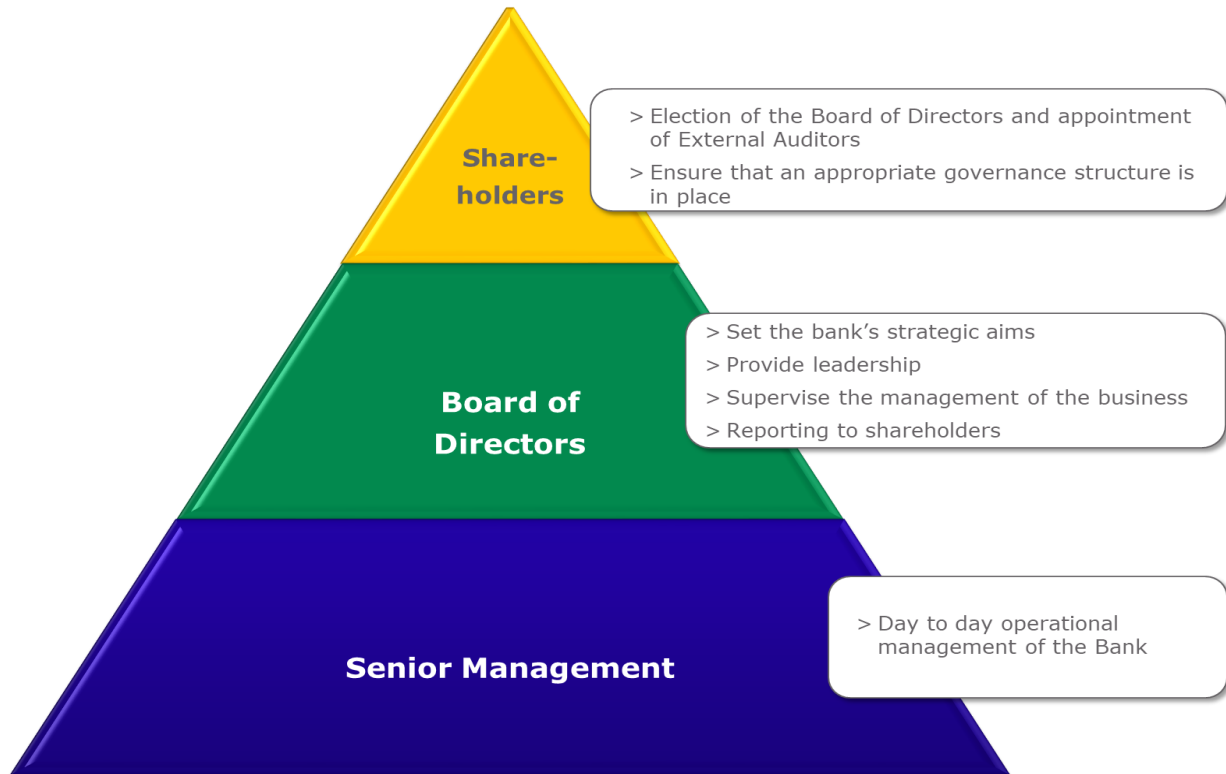 Share-
holders
> Election of the Board of Directors and appointment
of External Auditors
> Ensure that an appropriate governance structure is
in place
Board of
Directors
> Set the bank’s strategic aims
> Provide leadership
> Supervise the management of the business
> Reporting to shareholders
Senior Management
> Day to day operational
management of the Bank